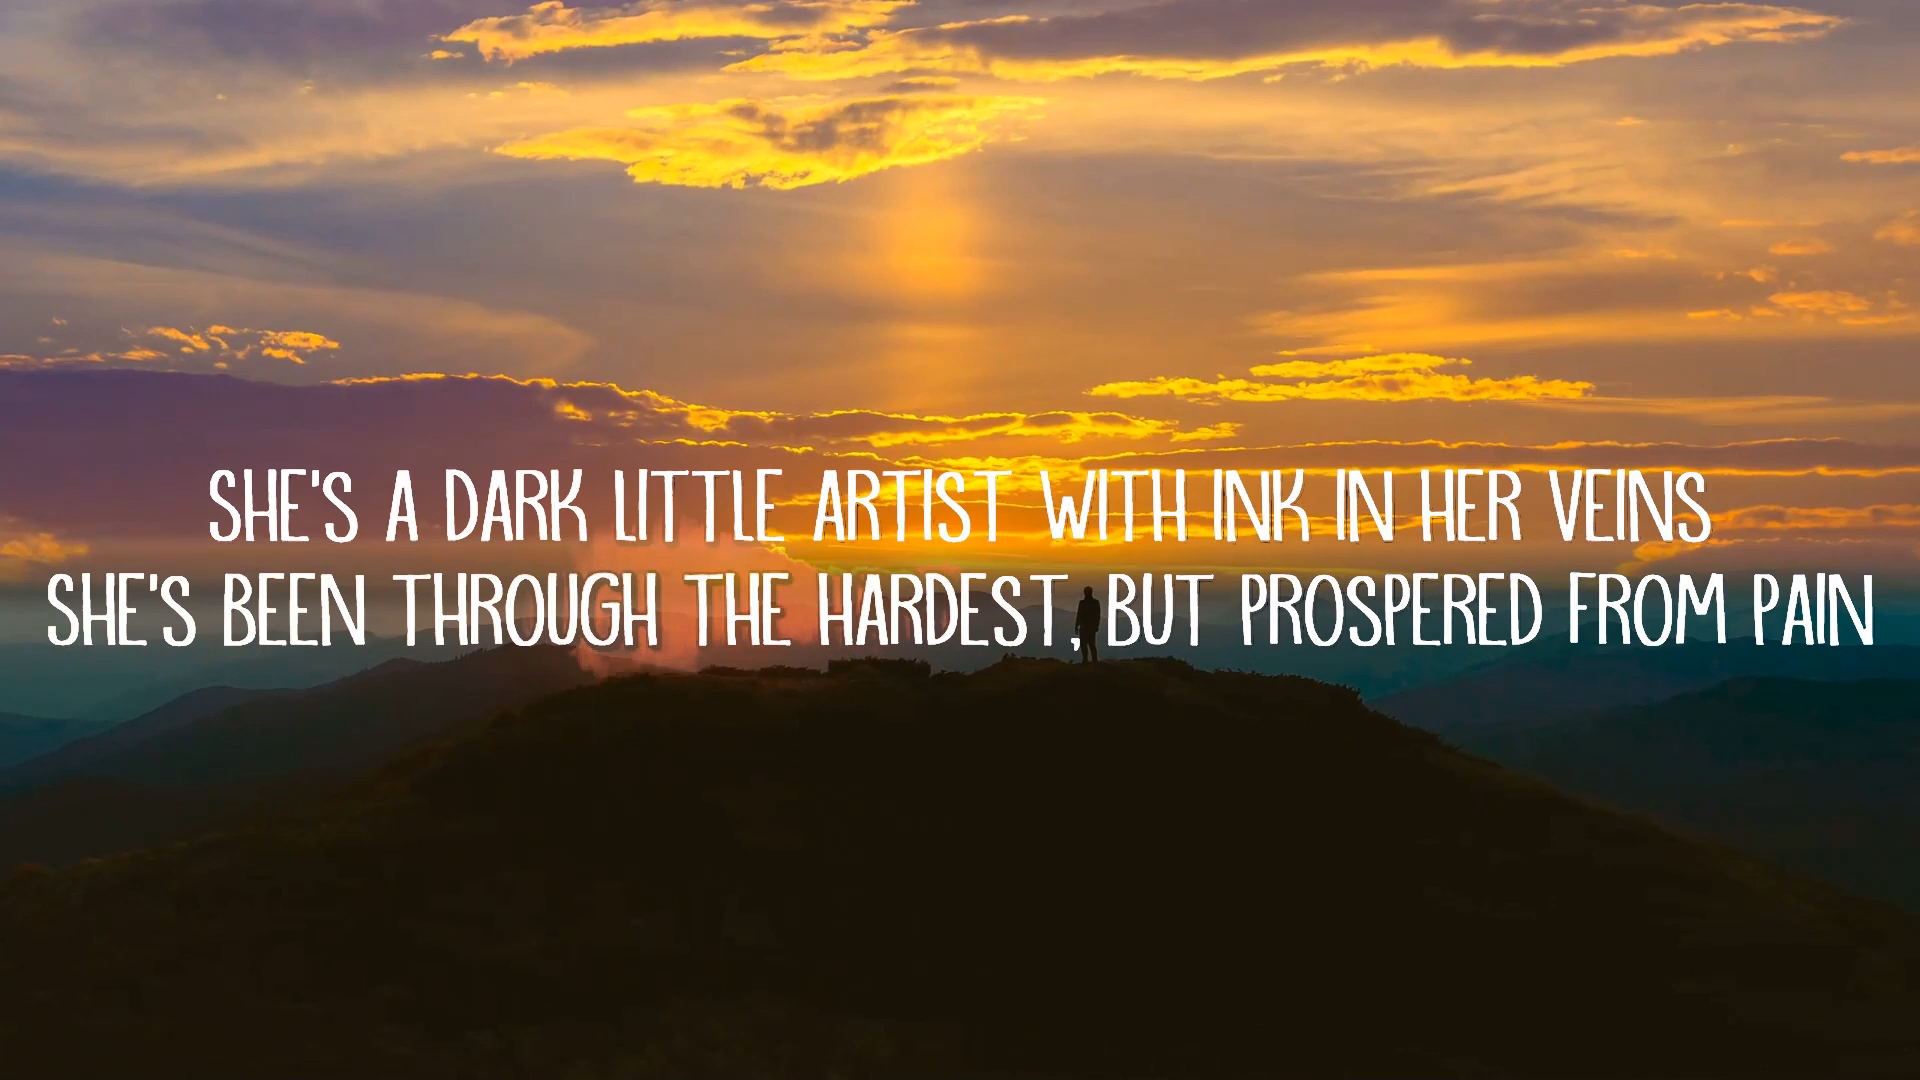 SHE'S A DARK LITTLE ARTIST WITH INK IN HER VEINS
SHE'S BEEN THROUGH THE HARDEST, BUT PROSPERED FROM PAIN